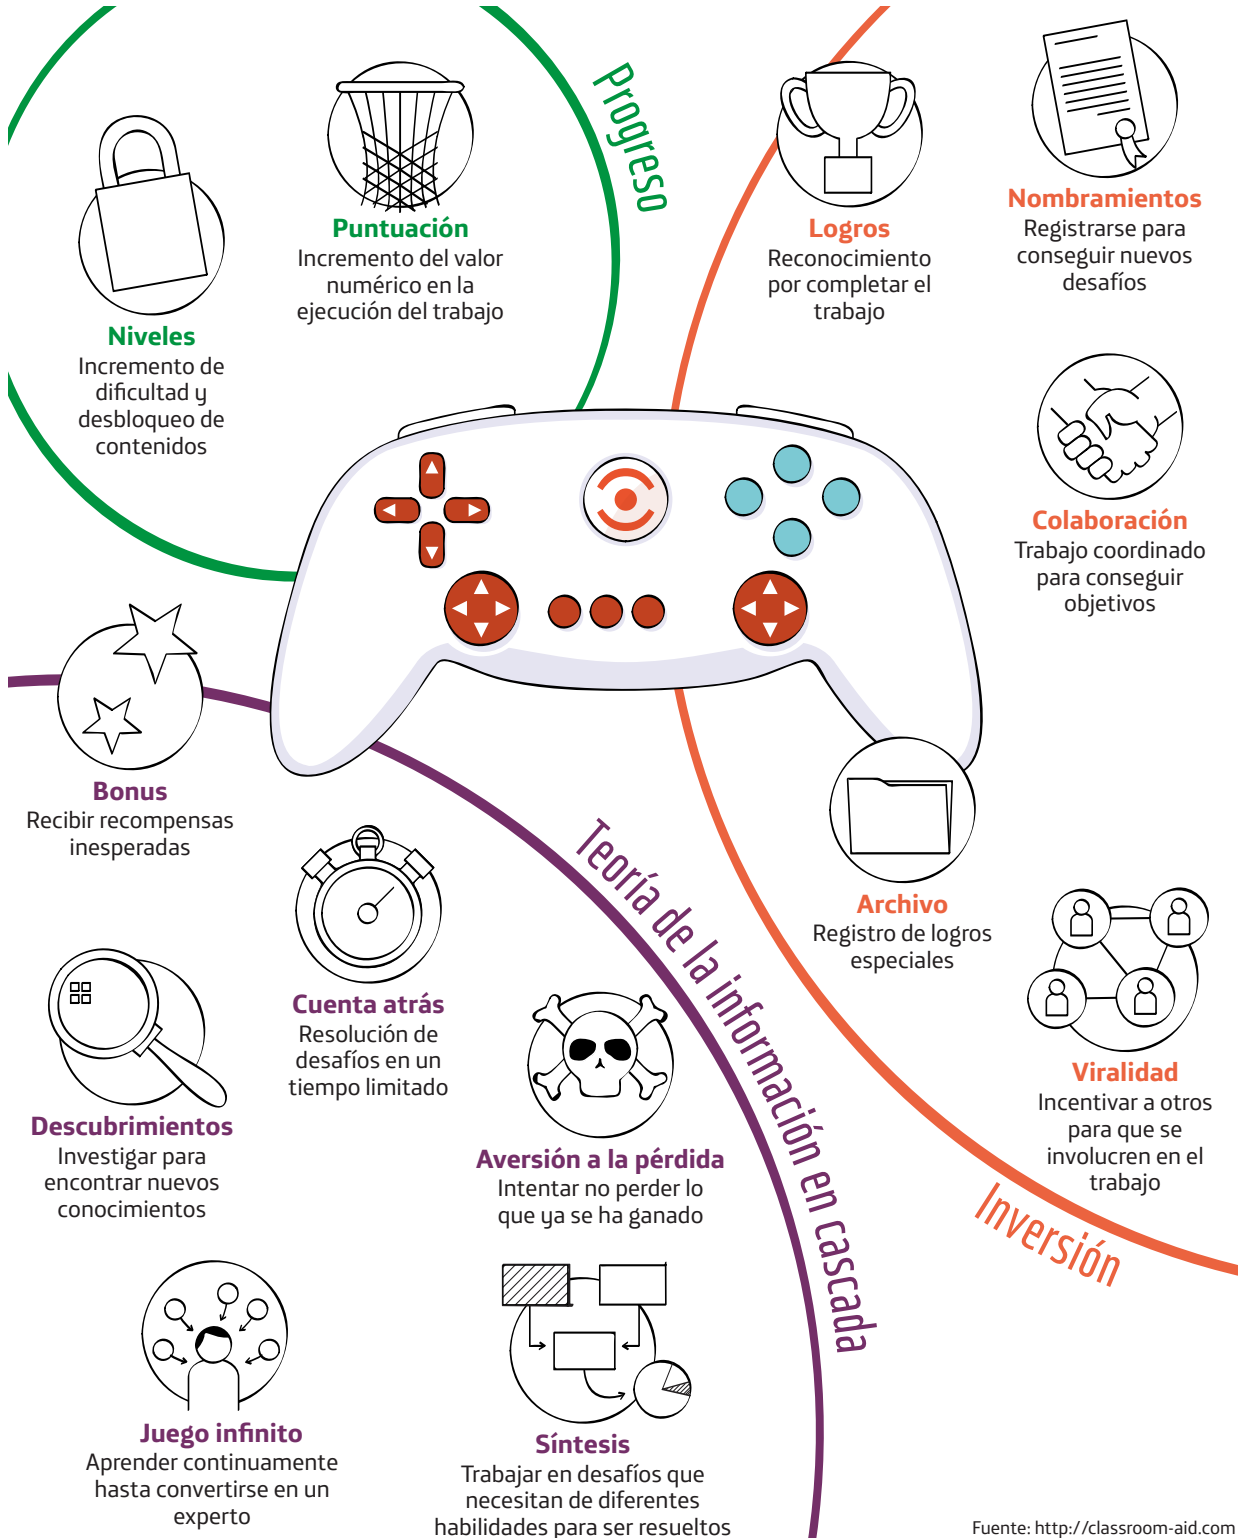 Progreso
Puntuación
Incremento del valor
numérico en la
ejecución del trabajo
Niveles
Incremento de
dificultad y
desbloqueo de
contenidos
Logros
Reconocimiento
por completar el
trabajo
Nombramientos
Registrarse para
conseguir nuevos
desafíos
Colaboración
Trabajo coordinado
para conseguir
objetivos
Archivo
Registro de logros
especiales
Viralidad
Incentivar a otros
para que se
involucren en el
trabajo
Inversión
Bonus
Recibir recompensas
inesperadas
Cuenta atrás
Resolución de
desafíos en un
tiempo limitado
Teoría de la información en cascada
Descubrimientos
Investigar para
encontrar nuevos
conocimientos
Aversión a la pérdida
Intentar no perder lo
que ya se ha ganado
Juego infinito
Aprender continuamente
hasta convertirse en un
experto
Síntesis
Trabajar en desafíos que
necesitan de diferentes
habilidades para ser resueltos
Fuente: http://classroom-aid.com